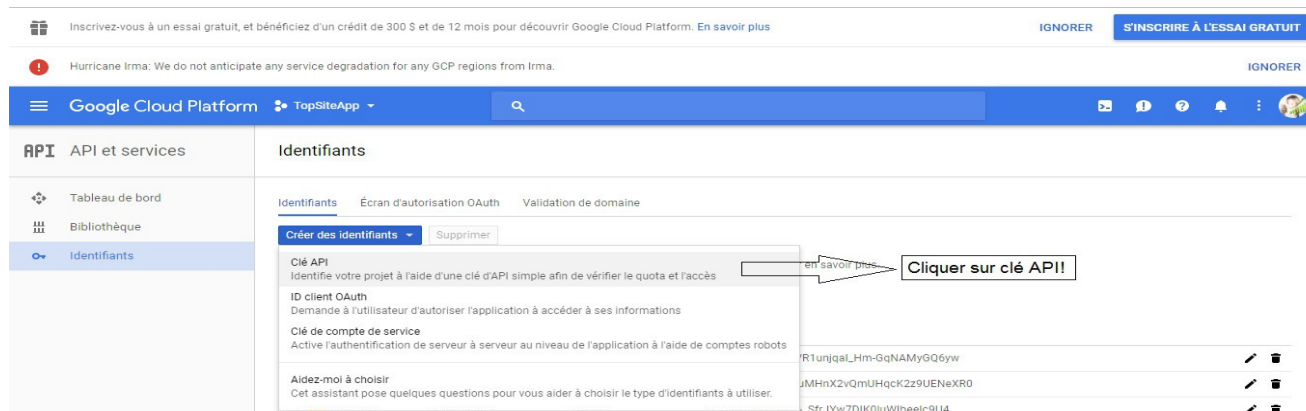 Inscrivez-vous à un essai gratuit, et bénéficiez d'un crédit de 300 $ et de 12 mois pour découvrir Google Cloud Platform. En savoir plus IGNORER S'INSCRIRE À L'ESSAI GRATUIT
Hurricane Irma: We do not anticipate any service degradation for any GCP regions from Irma. IGNORER
Google Cloud Platform TopSiteApp
API API et services Identifiants
Tableau de bord
Identifiants Écran d'autorisation OAuth Validation de domaine
Bibliothèque
Créer des identifiants Supprimer
Identifiants
Clé API
Identifie votre projet à l'aide d'une clé d'API simple afin de vérifier le quota et l'accès
en savoir plus
Cliquer sur clé API!
ID client OAuth
Demande à l'utilisateur d'autoriser l'application à accéder à ses informations
Clé de compte de service
Active l'authentification de serveur à serveur au niveau de l'application à l'aide de comptes robots
Aidez-moi à choisir
Cet assistant pose quelques questions pour vous aider à choisir le type d'identifiants à utiliser.